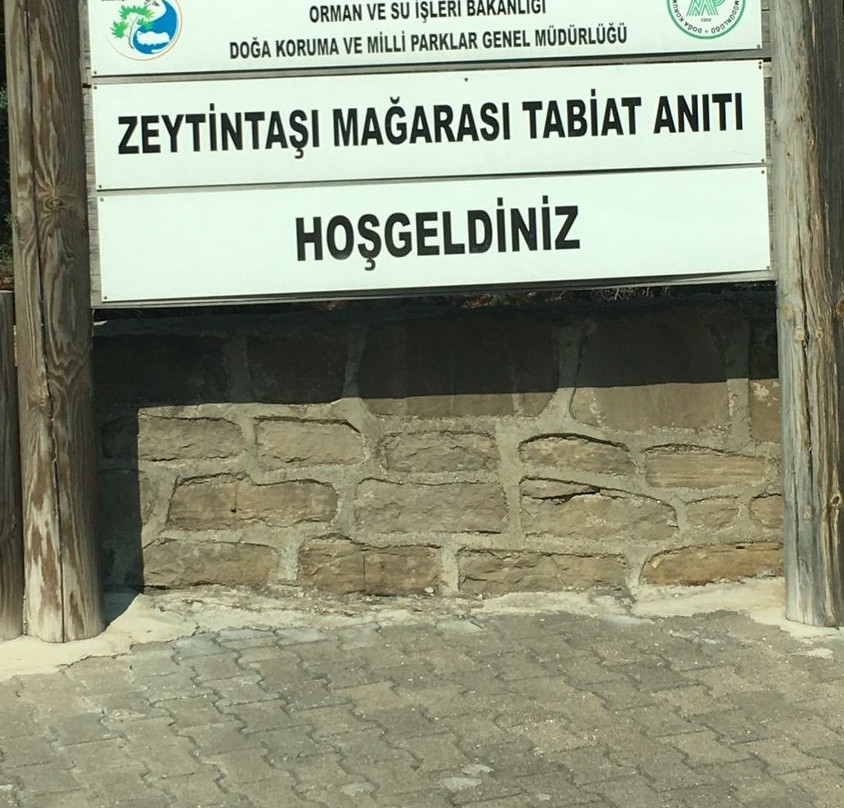 ORMAN VE SU İŞLERİ BAKANLIĞI
DOĞA KORUMA VE MİLLİ PARKLAR GENEL MÜDÜRLÜĞÜ
ZEYTİNTAŞI MAĞARASI TABİAT ANITI
HOŞGELDİNİZ